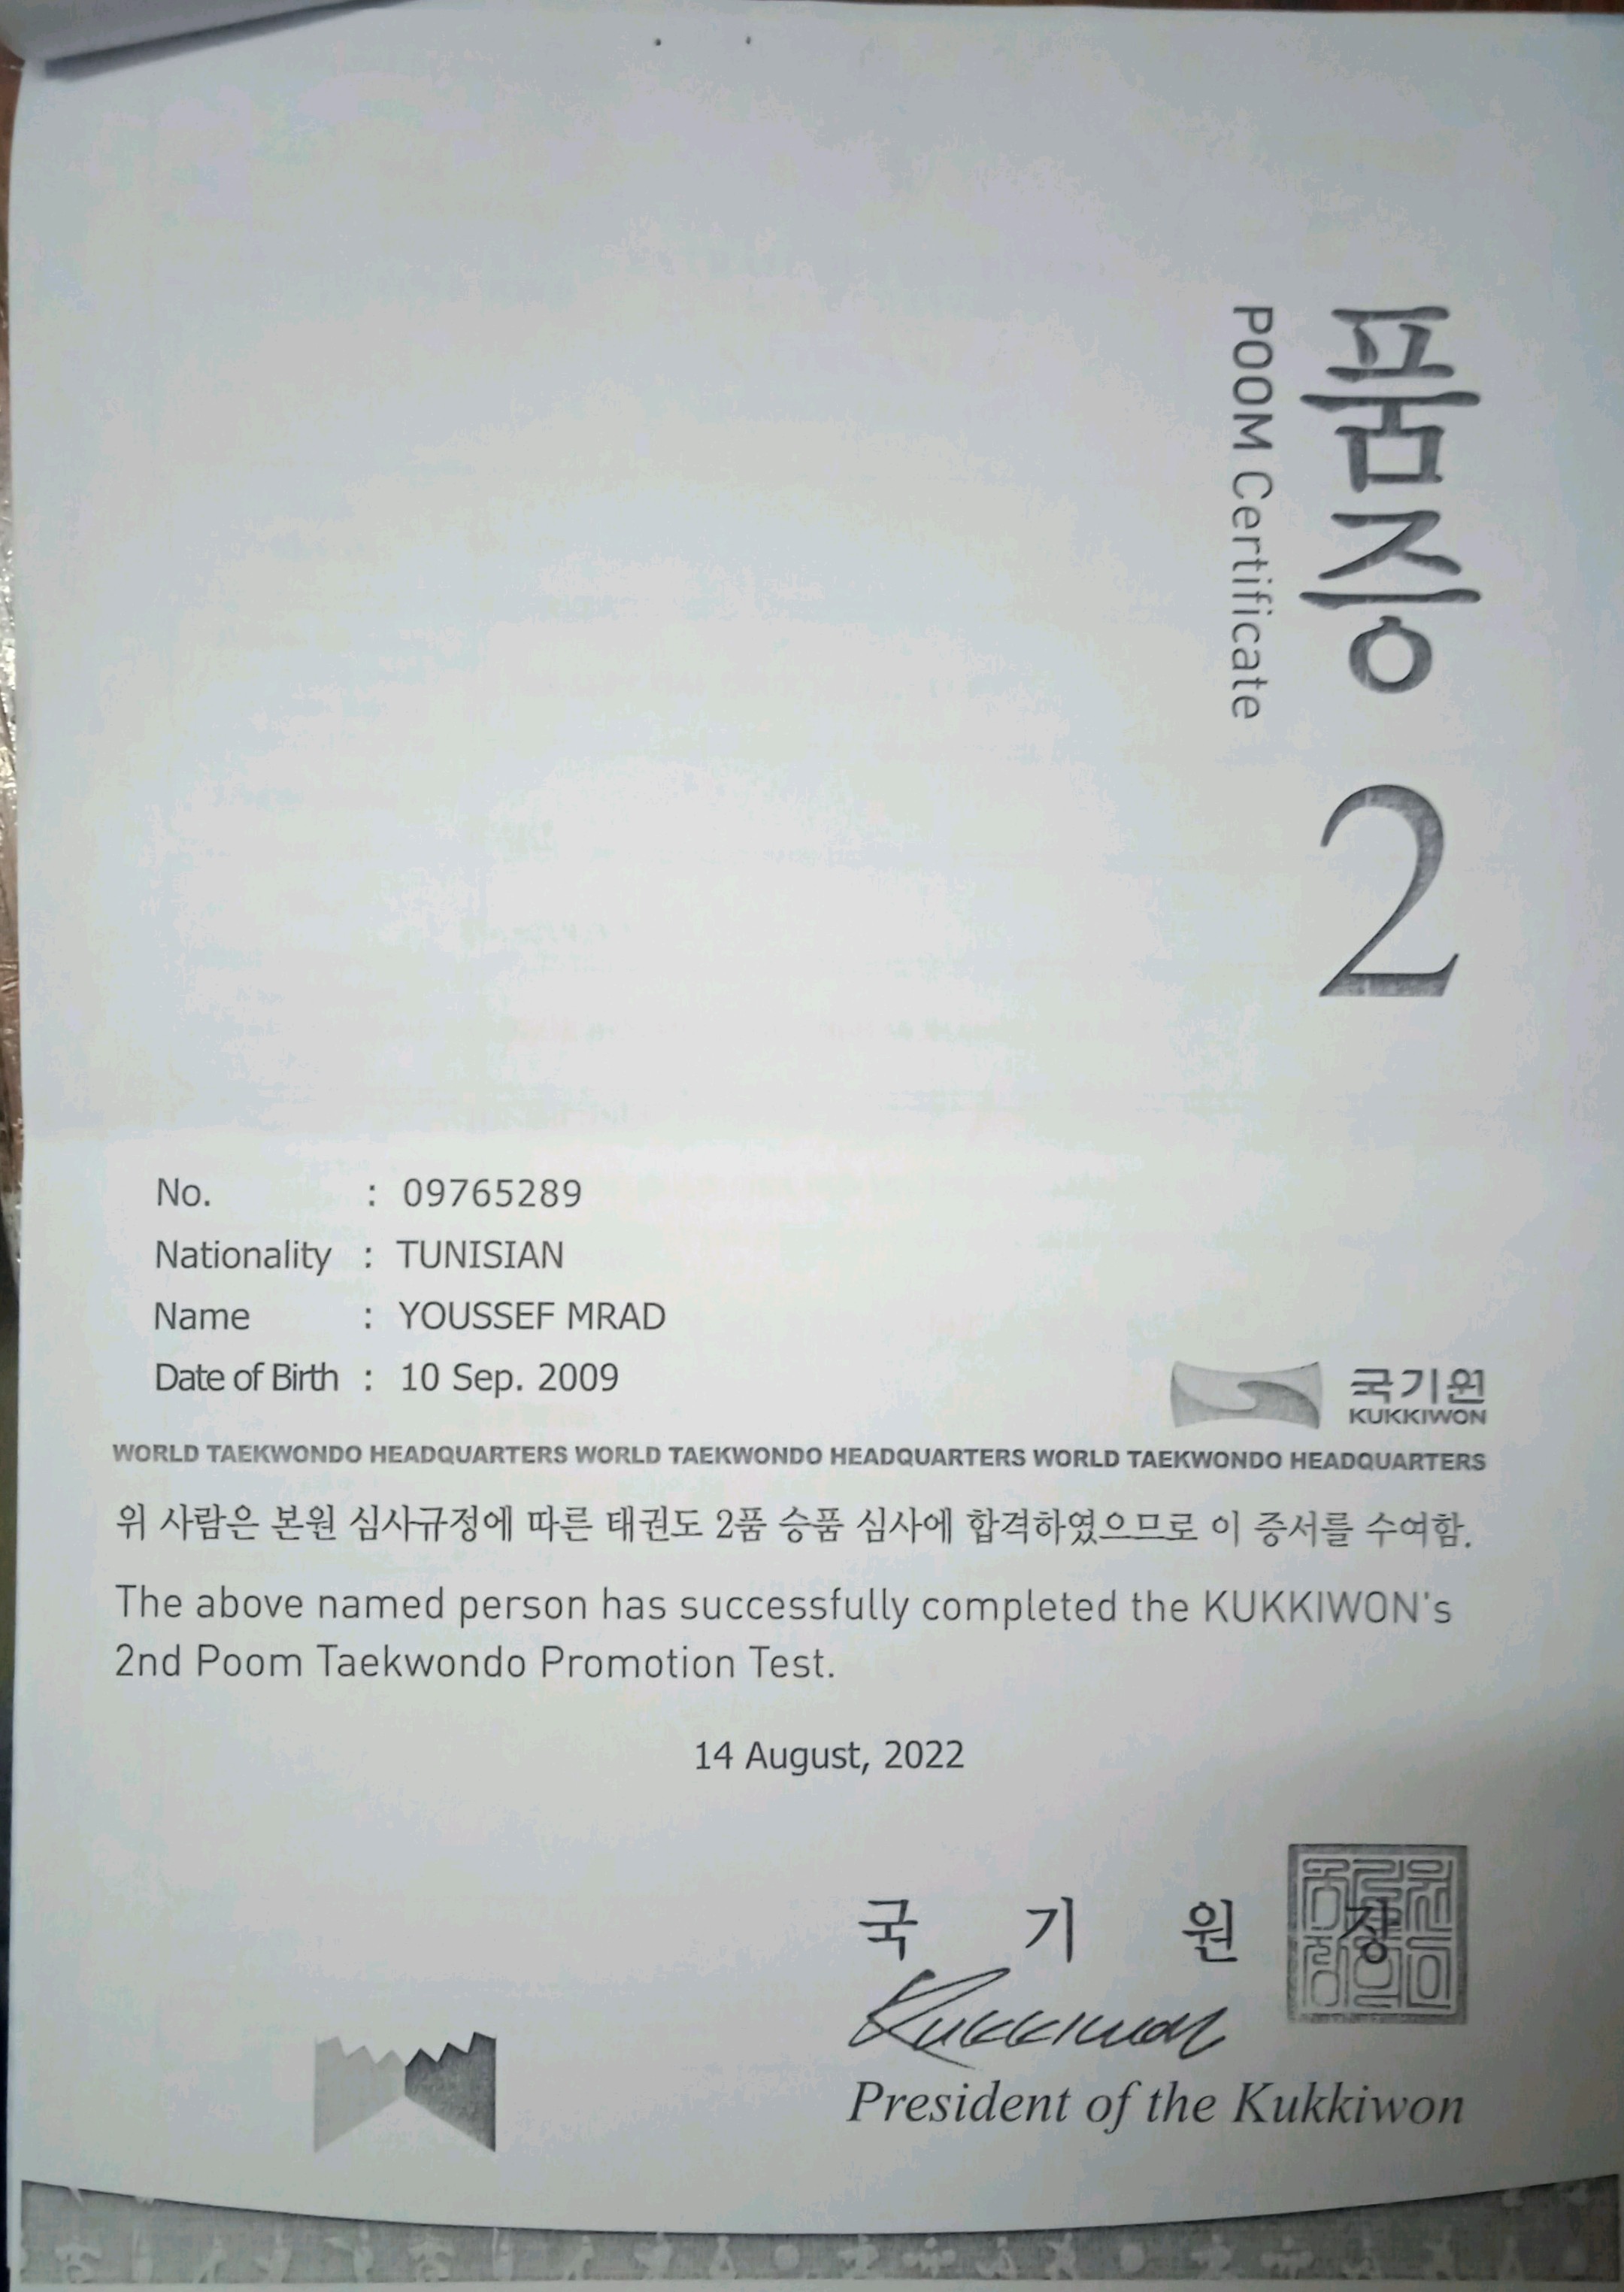 품증
POOM Certificate
2
No. : 09765289
Nationality : TUNISIAN
Name : YOUSSEF MRAD
Date of Birth : 10 Sep. 2009
국기원
KUKKIWON
WORLD TAEKWONDO HEADQUARTERS WORLD TAEKWONDO HEADQUARTERS WORLD TAEKWONDO HEADQUARTERS
위 사람은 본원 심사규정에 따른 태권도 2품 승품 심사에 합격하였으므로 이 증서를 수여함.
The above named person has successfully completed the KUKKIWON's
2nd Poom Taekwondo Promotion Test.
14 August, 2022
국 기 원 장
Kukkiwon
President of the Kukkiwon